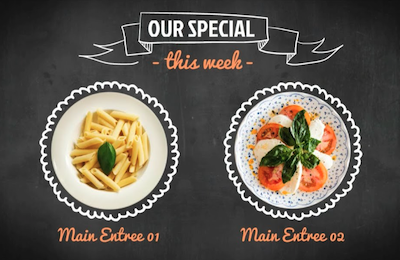 OUR SPECIAL
- this week -
Main Entree 01
Main Entree 02